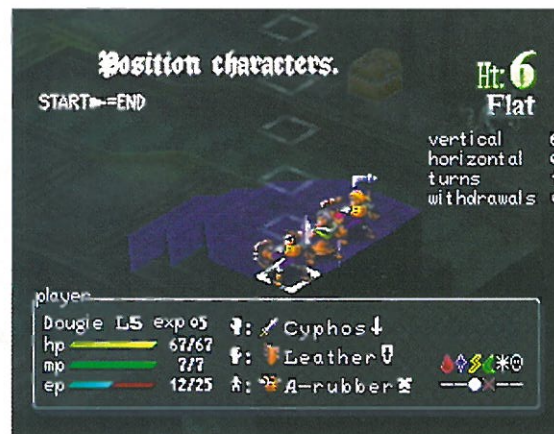 Position characters.
START►=END
Ht: 6
Flat
vertical 6
horizontal
turns
withdrawals
player
Dougie L5 exp 05
hp 67/67
mp 7/7
ep 12/25
: Cyphos
: Leather
: A-rubber